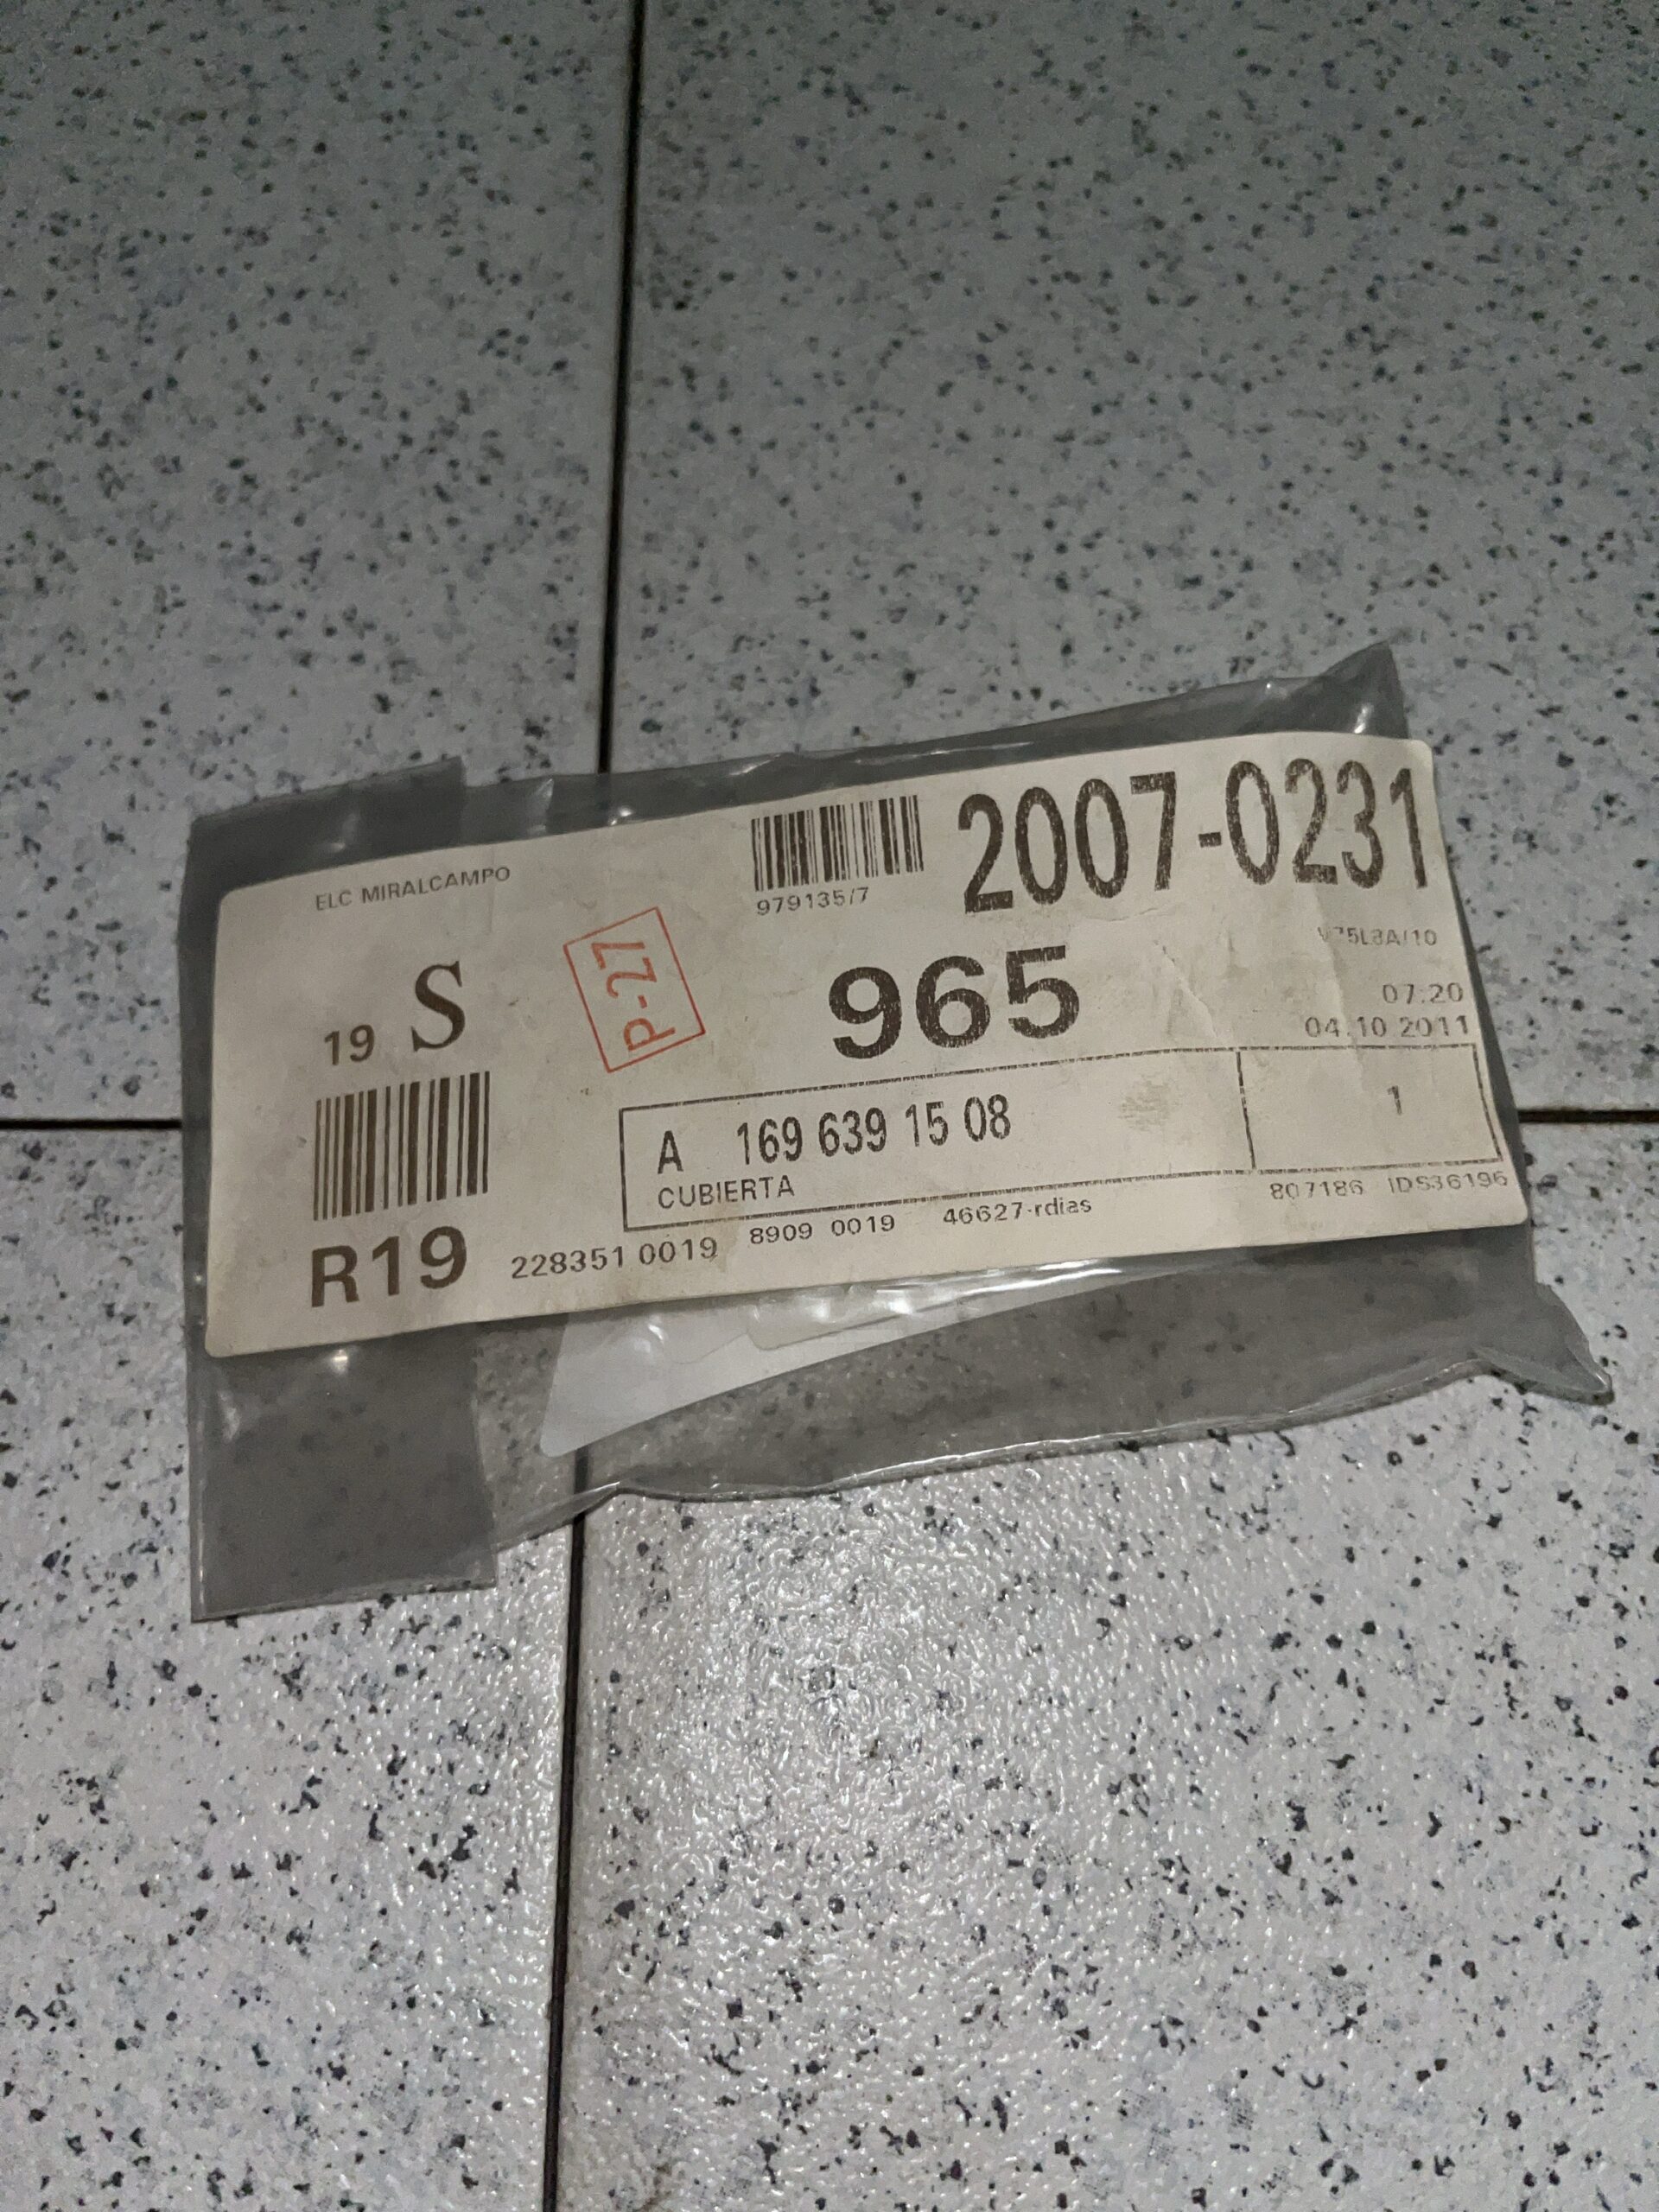 ELC MIRALCAMPO
979135/7
2007-0231
P-27
19 S
965
07:20
04.10 2011
A 169 639 15 08
1
CUBIERTA
R19
228351 0019 8909 0019 46627-rdias 807186 IDS36196